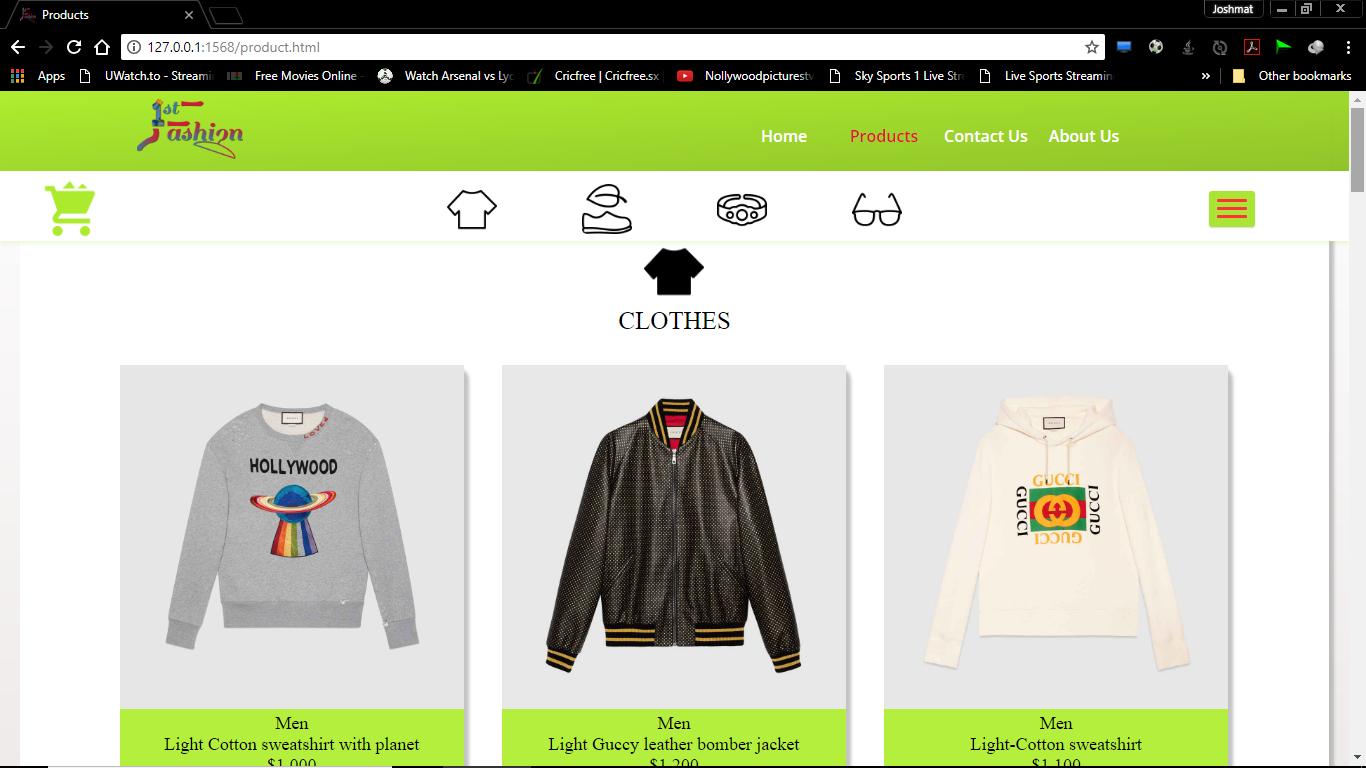 Products
Joshmat
127.0.0.1:1568/product.html
Apps
UWatch.to - Streami
Free Movies Online -
Watch Arsenal vs Lyc
Cricfree | Cricfree.sx
Nollywoodpicturestv
Sky Sports 1 Live Stre
Live Sports Streamin
»
Other bookmarks
1st Fashion
Home
Products
Contact Us
About Us
CLOTHES
LOVED
HOLLYWOOD
GUCCI
GUCCI
GUCCI
GUCCI
Men
Light Cotton sweatshirt with planet
$1,000
Men
Light Guccy leather bomber jacket
$1,200
Men
Light-Cotton sweatshirt
$1,100